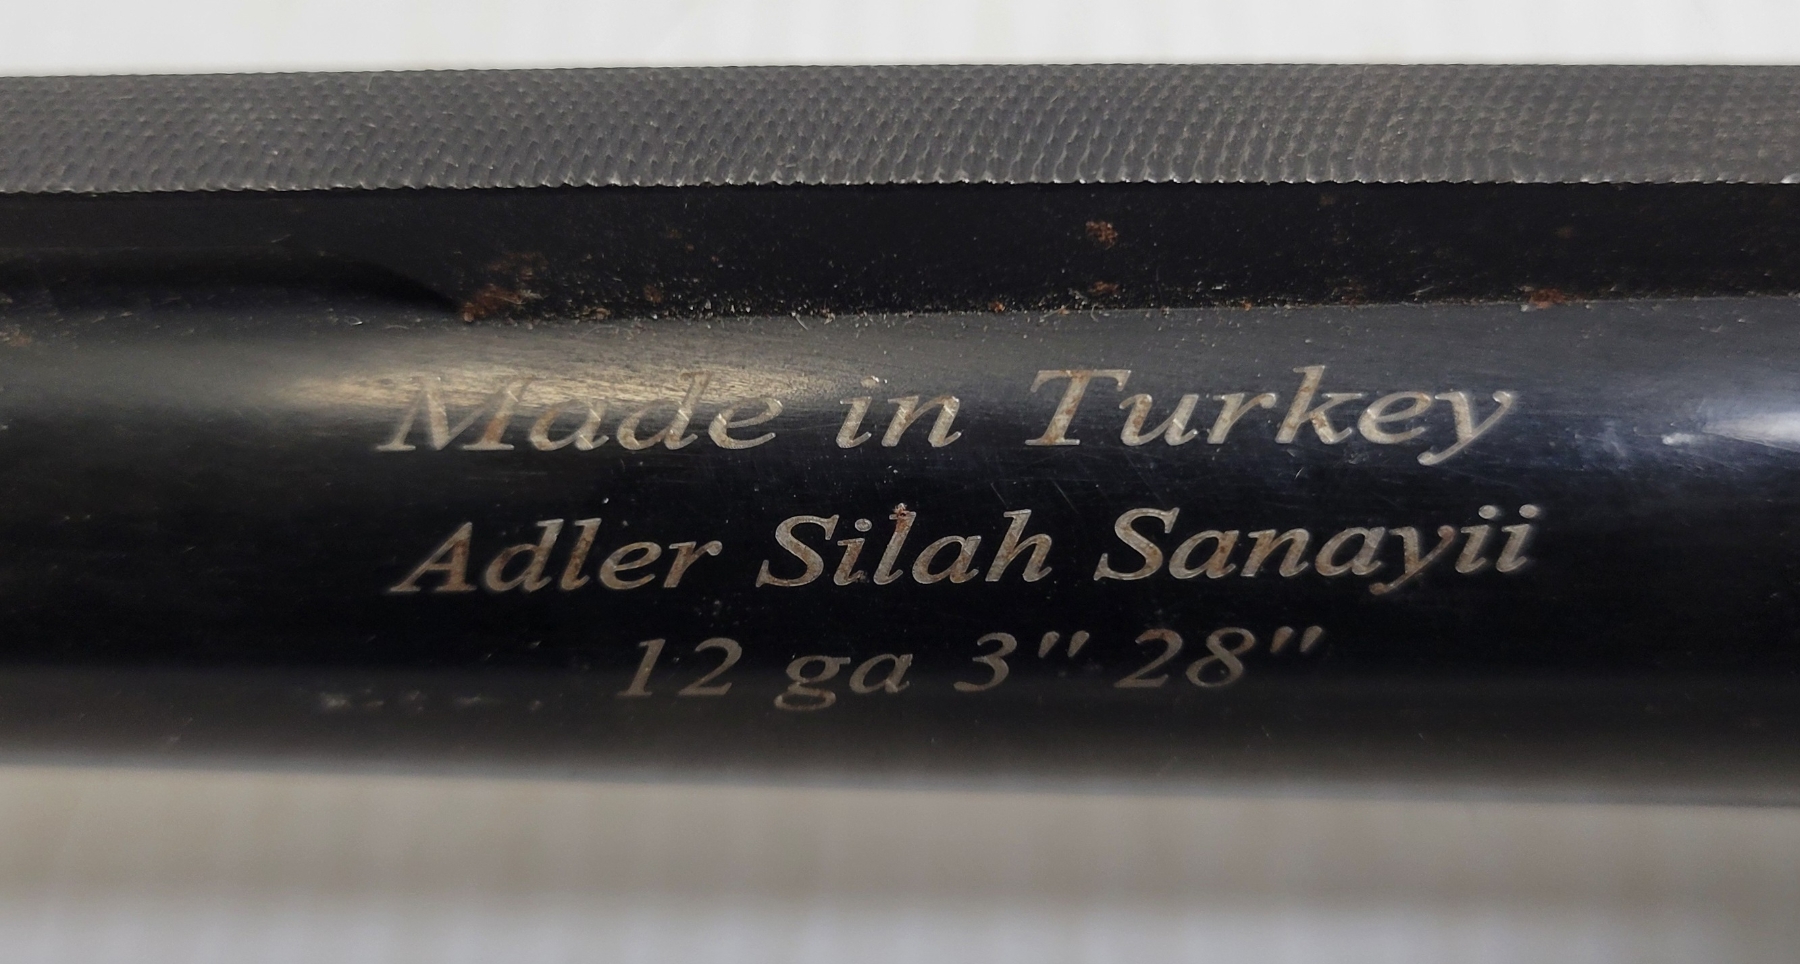 Made in Turkey
Adler Silah Sanayii
12 ga 3" 28"